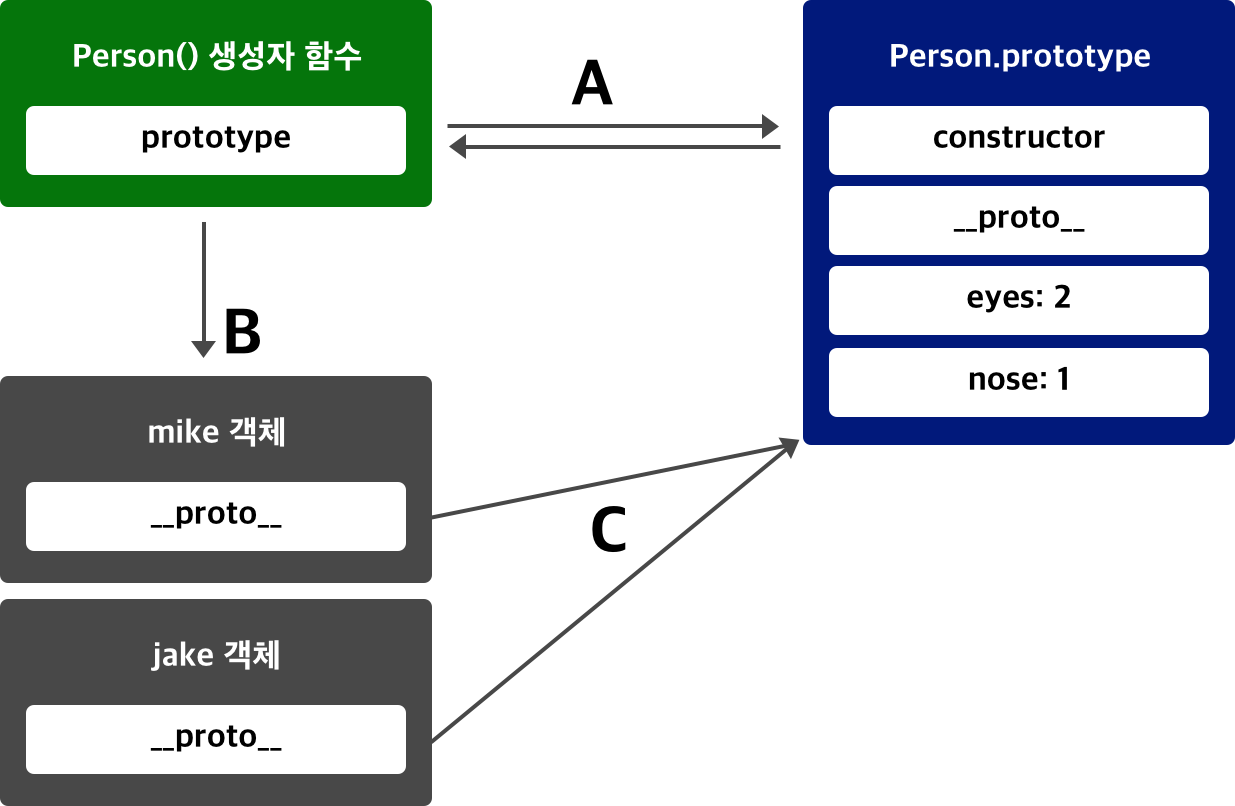 Person() 생성자 함수
prototype
A
Person.prototype
constructor
__proto__
eyes: 2
nose: 1
B
mike 객체
__proto__
C
jake 객체
__proto__